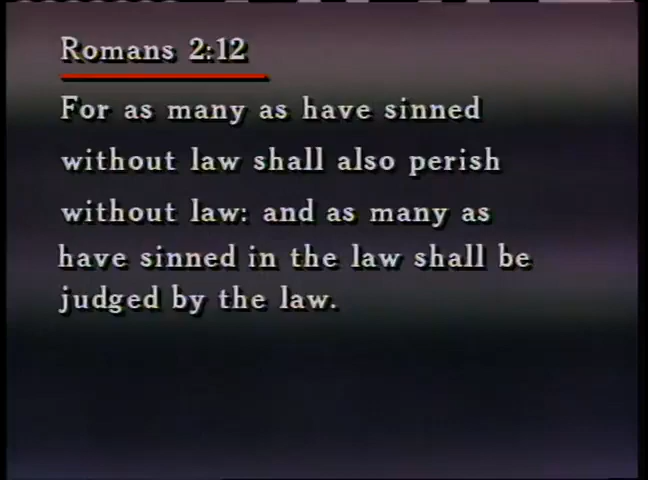 Romans 2:12
For as many as have sinned
without law shall also perish
without law: and as many as
have sinned in the law shall be
judged by the law.